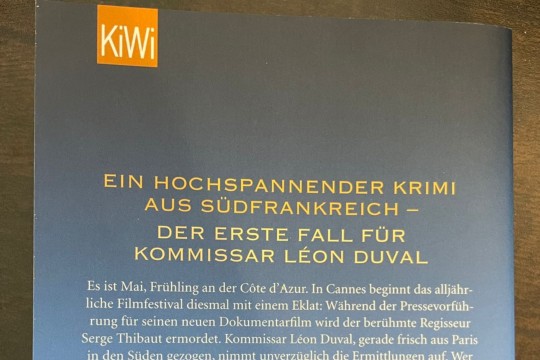 KiWi
EIN HOCHSPANNENDER KRIMI
AUS SÜDFRANKREICH –
DER ERSTE FALL FÜR
KOMMISSAR LÉON DUVAL
Es ist Mai, Frühling an der Côte d’Azur. In Cannes beginnt das alljähr-
liche Filmfestival diesmal mit einem Eklat: Während der Pressevorfüh-
rung für seinen neuen Dokumentarfilm wird der berühmte Regisseur
Serge Thibaut ermordet. Kommissar Léon Duval, gerade frisch aus Paris
in den Süden gezogen, nimmt unverzüglich die Ermittlungen auf. Wer